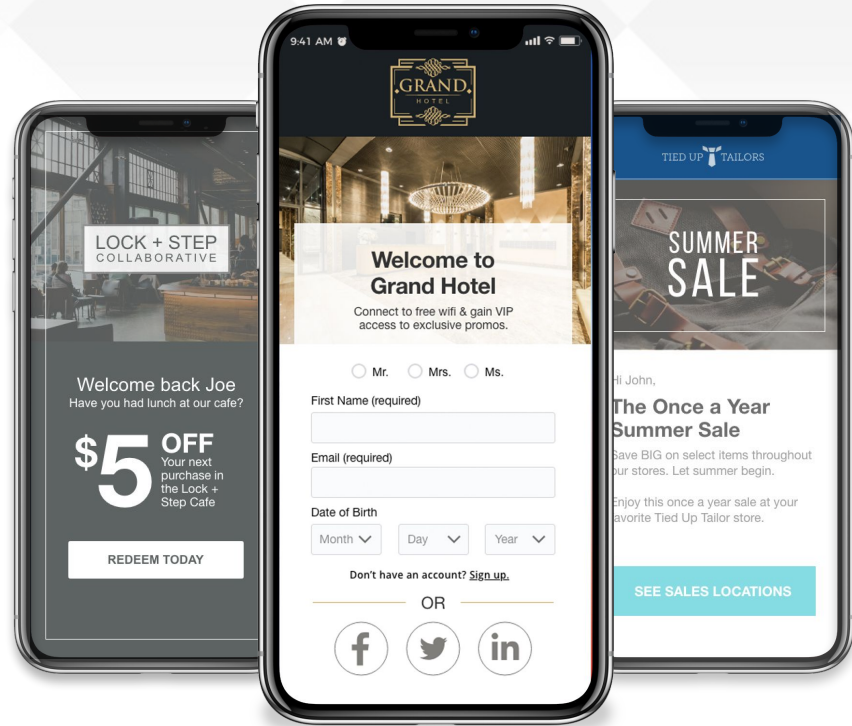 LOCK + STEP
COLLABORATIVE
Welcome back Joe
Have you had lunch at our cafe?
$5 OFF
Your next
purchase in
the Lock +
Step Cafe
REDEEM TODAY
9:41 AM
GRAND
HOTEL
Welcome to
Grand Hotel
Connect to free wifi & gain VIP
access to exclusive promos.
Mr. Mrs. Ms.
First Name (required)
Email (required)
Date of Birth
Month Day Year
Don't have an account? Sign up.
OR
f in
TIED UP TAILORS
SUMMER
SALE
Hi John,
The Once a Year
Summer Sale
Save BIG on select items throughout
our stores. Let summer begin.
Enjoy this once a year sale at your
favorite Tied Up Tailor store.
SEE SALES LOCATIONS